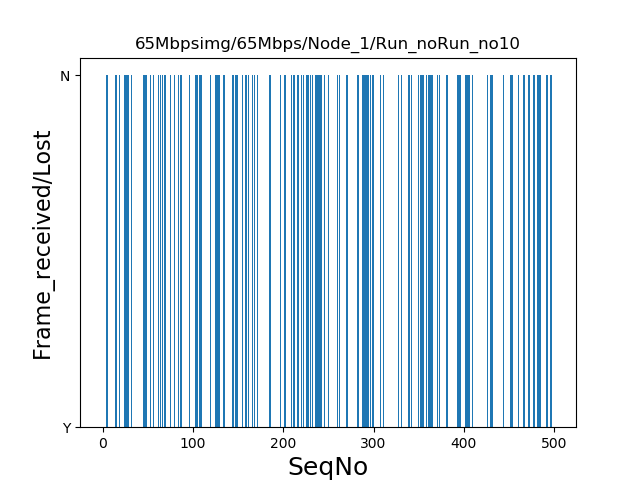 65Mbpsimg/65Mbps/Node_1/Run_noRun_no10
Frame_received/Lost
N
Y
0 100 200 300 400 500
SeqNo